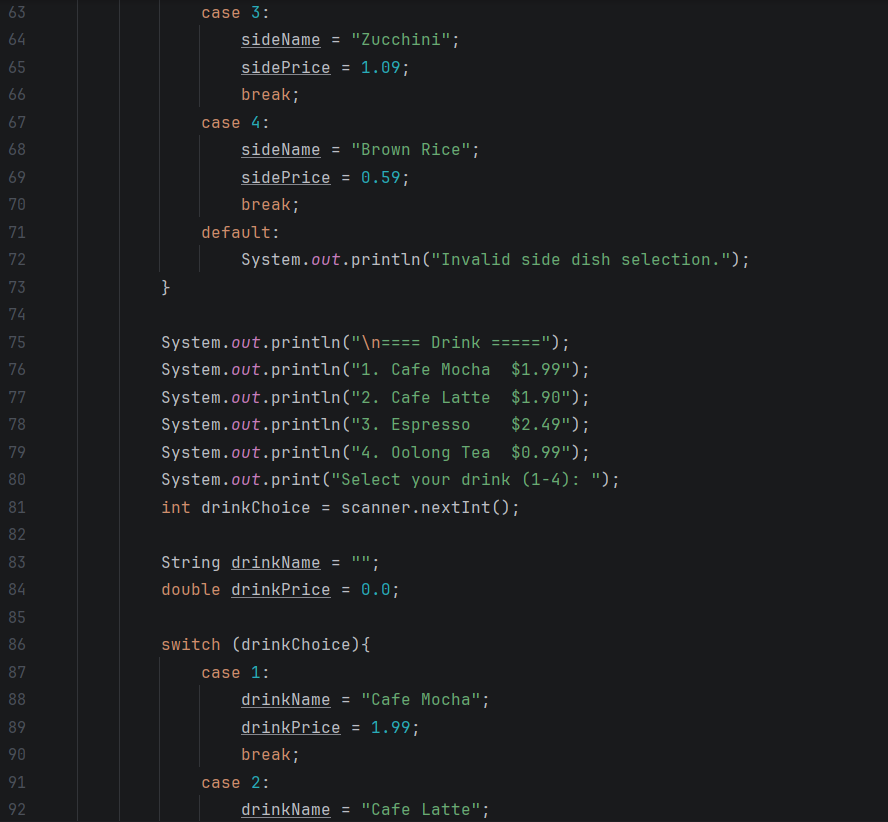 63                 case 3:
64                     sideName = "Zucchini";
65                     sidePrice = 1.09;
66                     break;
67                 case 4:
68                     sideName = "Brown Rice";
69                     sidePrice = 0.59;
70                     break;
71                 default:
72                     System.out.println("Invalid side dish selection.");
73             }
74
75             System.out.println("\n==== Drink =====");
76             System.out.println("1. Cafe Mocha  $1.99");
77             System.out.println("2. Cafe Latte  $1.90");
78             System.out.println("3. Espresso    $2.49");
79             System.out.println("4. Oolong Tea  $0.99");
80             System.out.print("Select your drink (1-4): ");
81             int drinkChoice = scanner.nextInt();
82
83             String drinkName = "";
84             double drinkPrice = 0.0;
85
86             switch (drinkChoice){
87                 case 1:
88                     drinkName = "Cafe Mocha";
89                     drinkPrice = 1.99;
90                     break;
91                 case 2:
92                     drinkName = "Cafe Latte";